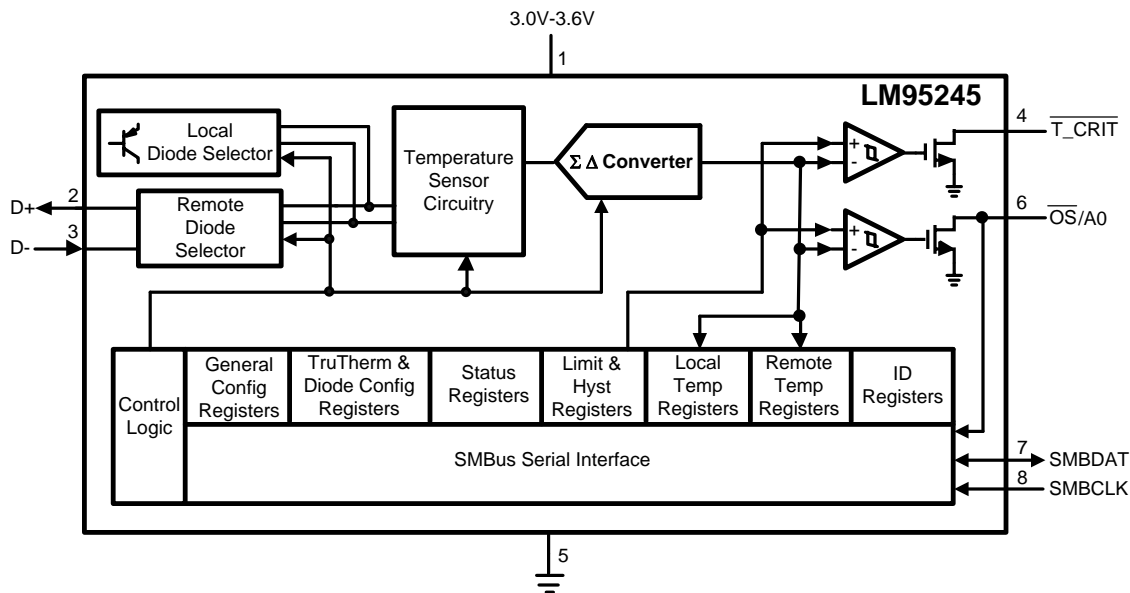 3.0V-3.6V
1
LM95245
Local
Diode Selector
Temperature
Sensor
Circuitry
Σ Δ Converter
+
-
4
T_CRIT
D+
2
Remote
Diode
Selector
D-
3
+
-
6
OS/A0
Control
Logic
General
Config
Registers
TruTherm &
Diode Config
Registers
Status
Registers
Limit &
Hyst
Registers
Local
Temp
Registers
Remote
Temp
Registers
ID
Registers
SMBus Serial Interface
7
SMBDAT
8
SMBCLK
5